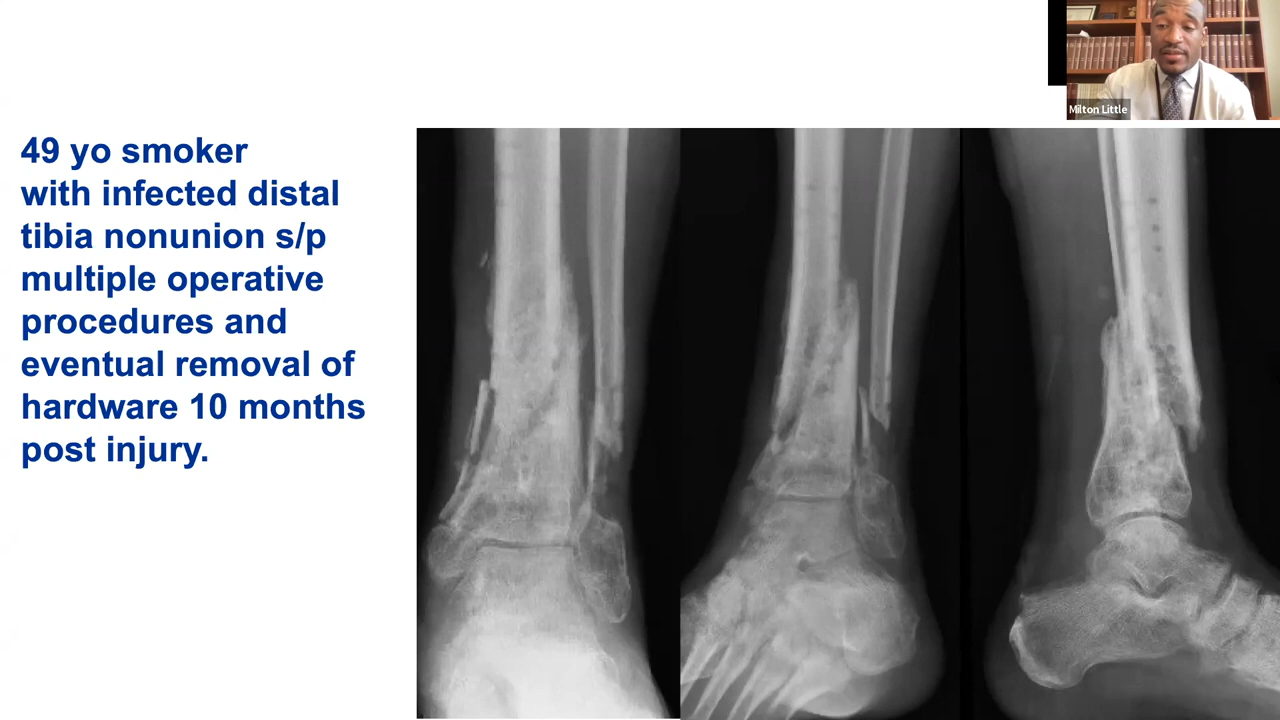 Milton Little
49 yo smoker
with infected distal
tibia nonunion s/p
multiple operative
procedures and
eventual removal of
hardware 10 months
post injury.